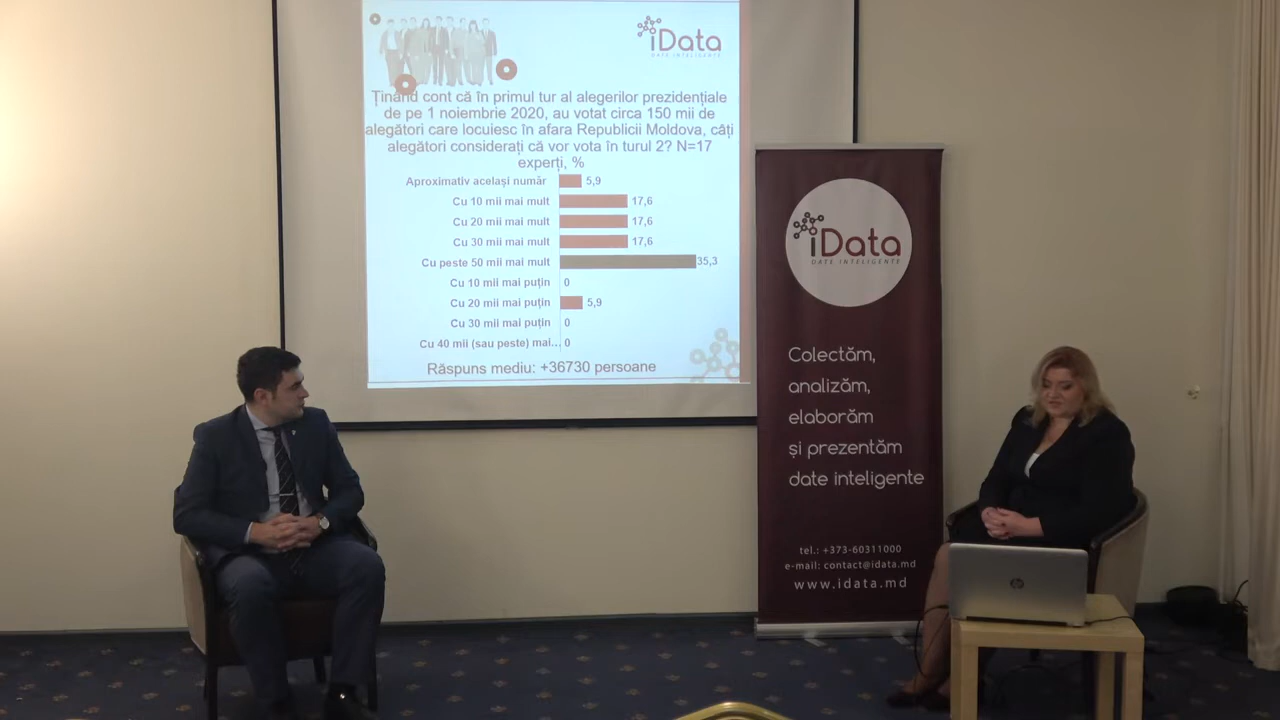 iData
DATE INTELIGENTE
Ținând cont că în primul tur al alegerilor prezidențiale
de pe 1 noiembrie 2020, au votat circa 150 mii de
alegători care locuiesc în afara Republicii Moldova, câți
alegători considerați că vor vota în turul 2? N=17
experți, %
Aproximativ același număr 5,9
Cu 10 mii mai mult 17,6
Cu 20 mii mai mult 17,6
Cu 30 mii mai mult 17,6
Cu peste 50 mii mai mult 35,3
Cu 10 mii mai puțin 0
Cu 20 mii mai puțin 5,9
Cu 30 mii mai puțin 0
Cu 40 mii (sau peste) mai... 0
Răspuns mediu: +36730 persoane
iData
DATE INTELIGENTE
Colectăm,
analizăm,
elaborăm
și prezentăm
date inteligente
tel.: +373-60311000
e-mail: contact@idata.md
www.idata.md
hp